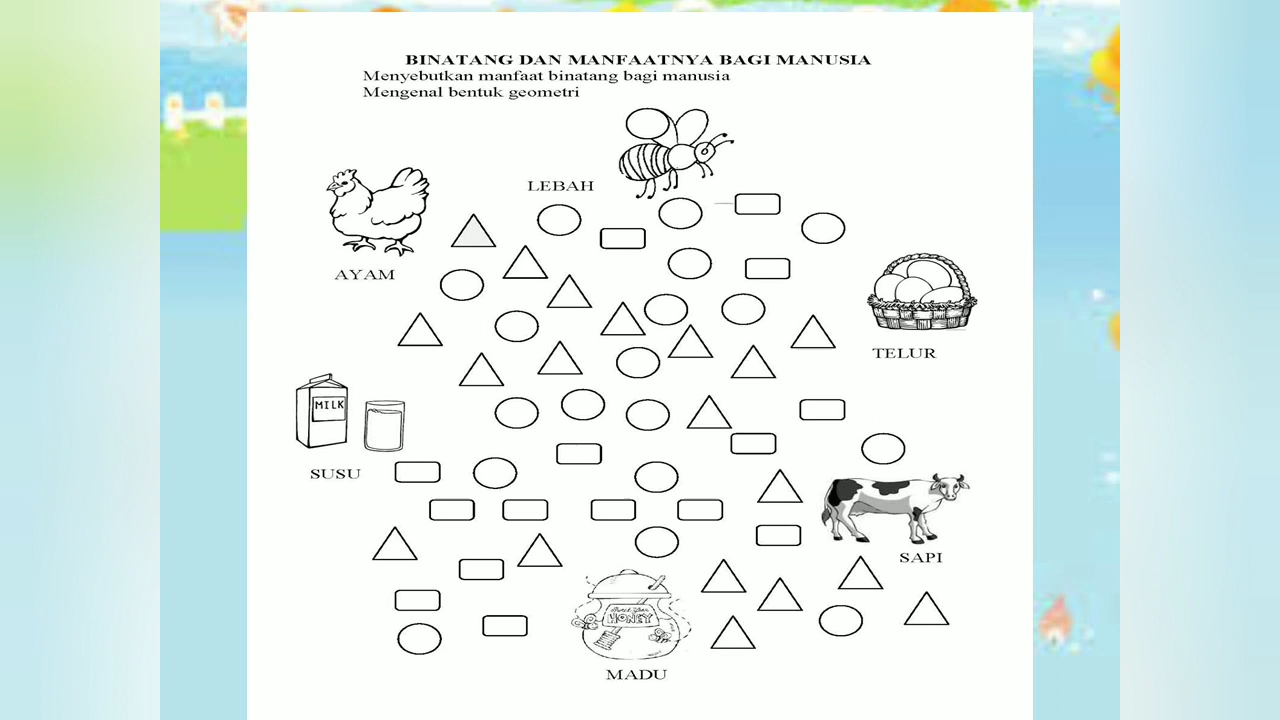 BINATANG DAN MANFAATNYA BAGI MANUSIA
Menyebutkan manfaat binatang bagi manusia
Mengenal bentuk geometri
LEBAH
AYAM
TELUR
MILK
SUSU
SAPI
HONEY
MADU